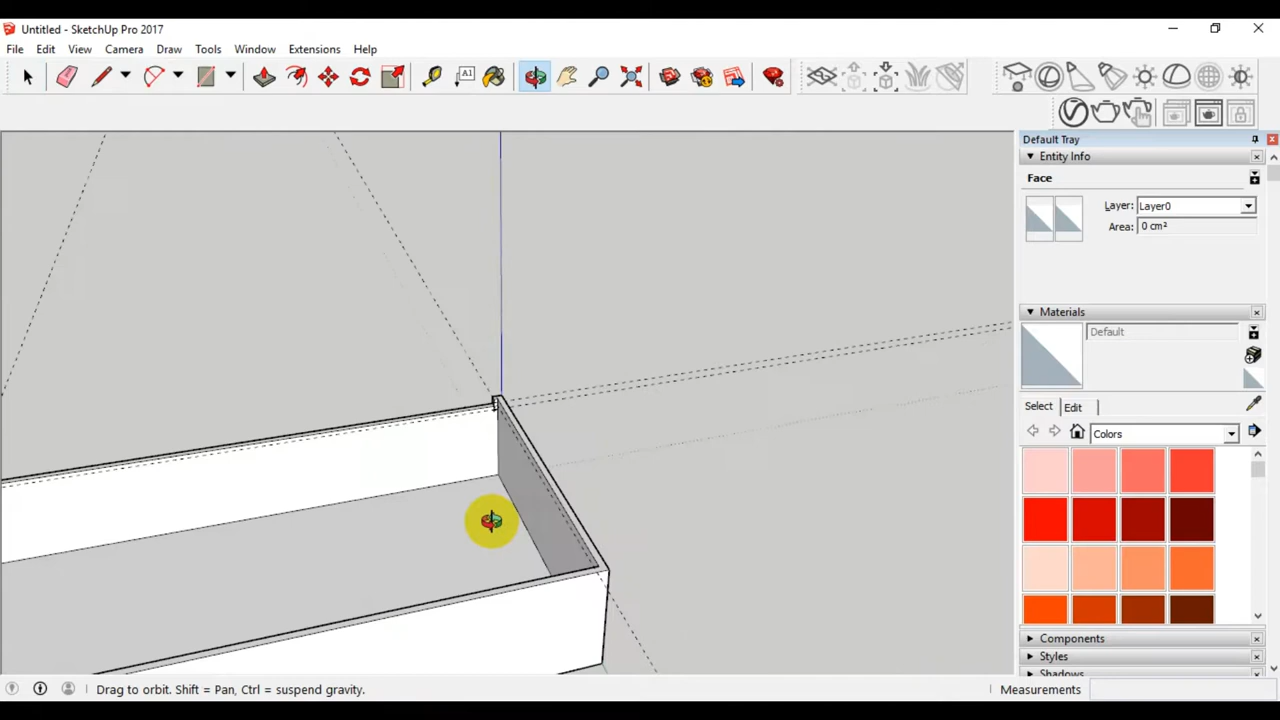 Untitled - SketchUp Pro 2017
File Edit View Camera Draw Tools Window Extensions Help
A1
Default Tray
Entity Info
Face
Layer: Layer0
Area: 0 cm²
Materials
Default
Select Edit
Colors
Components
Styles
Shadows
Drag to orbit. Shift = Pan, Ctrl = suspend gravity.
Measurements